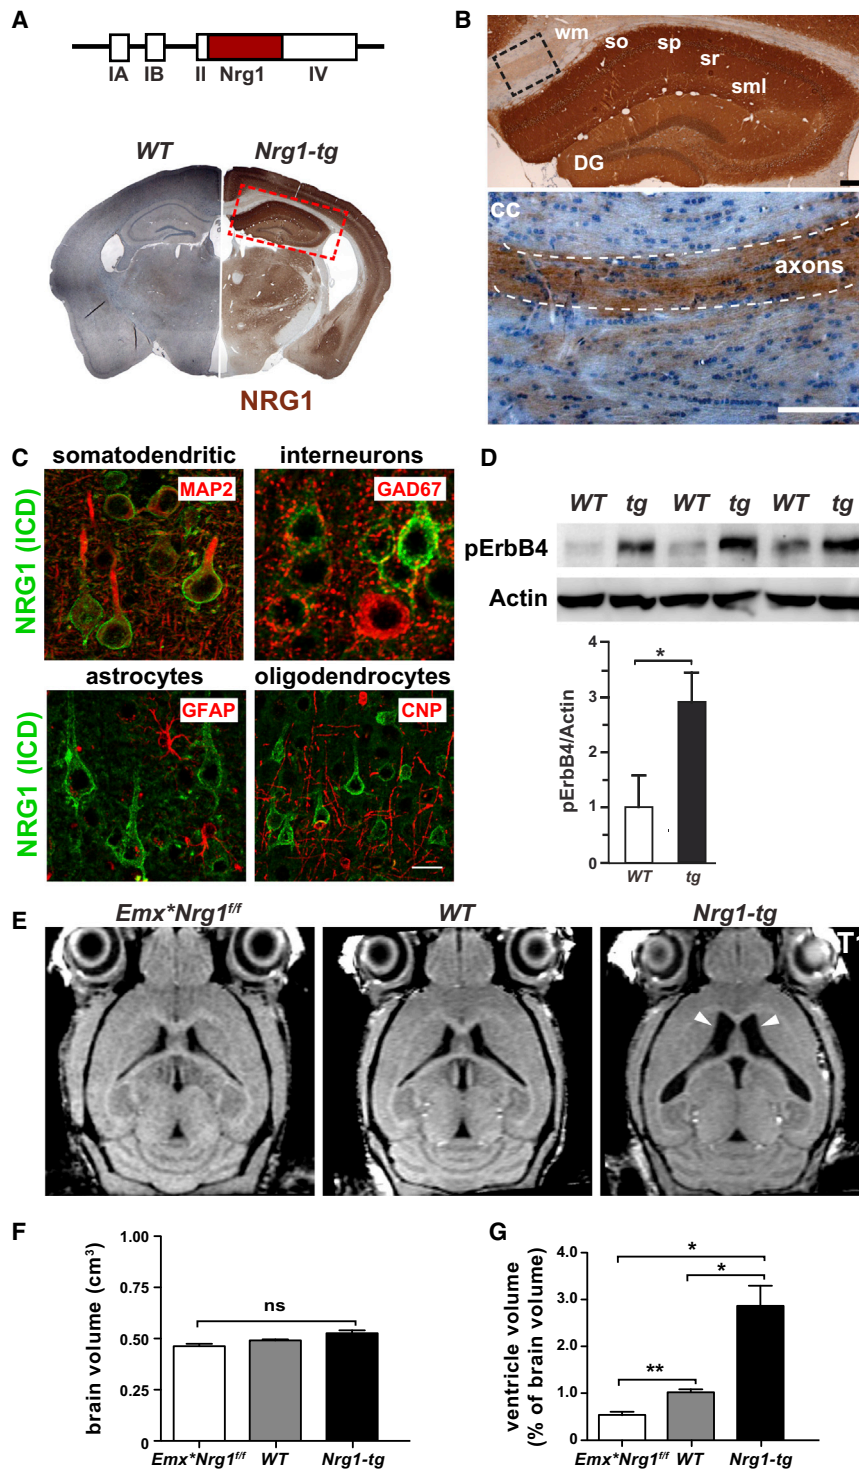 A
IA IB II Nrg1 IV
WT Nrg1-tg
NRG1
B
wm so sp sr sml
DG
cc
axons
C
somatodendritic interneurons
NRG1 (ICD)
MAP2 GAD67
astrocytes oligodendrocytes
NRG1 (ICD)
GFAP CNP
D
WT tg WT tg WT tg
pErbB4
Actin
4
3
2
1
0
pErbB4/Actin
*
WT tg
E
Emx*Nrg1f/f WT Nrg1-tg
F
brain volume (cm3)
1.00
0.75
0.50
0.25
0
ns
Emx*Nrg1f/f WT Nrg1-tg
G
ventricle volume
(% of brain volume)
4.0
3.0
2.0
1.0
0
*
*
**
Emx*Nrg1f/f WT Nrg1-tg